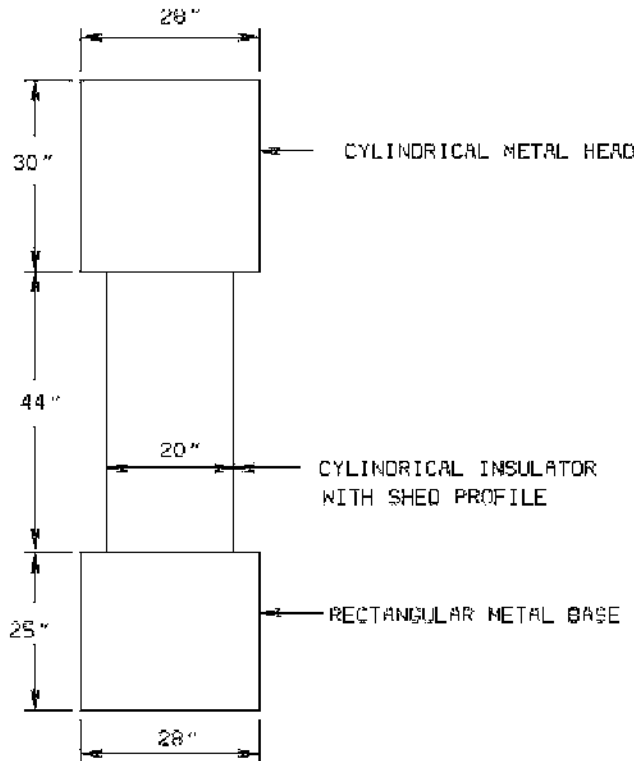 28"
30"
CYLINDRICAL METAL HEAD
44"
20"
CYLINDRICAL INSULATOR
WITH SHED PROFILE
RECTANGULAR METAL BASE
25"
28"